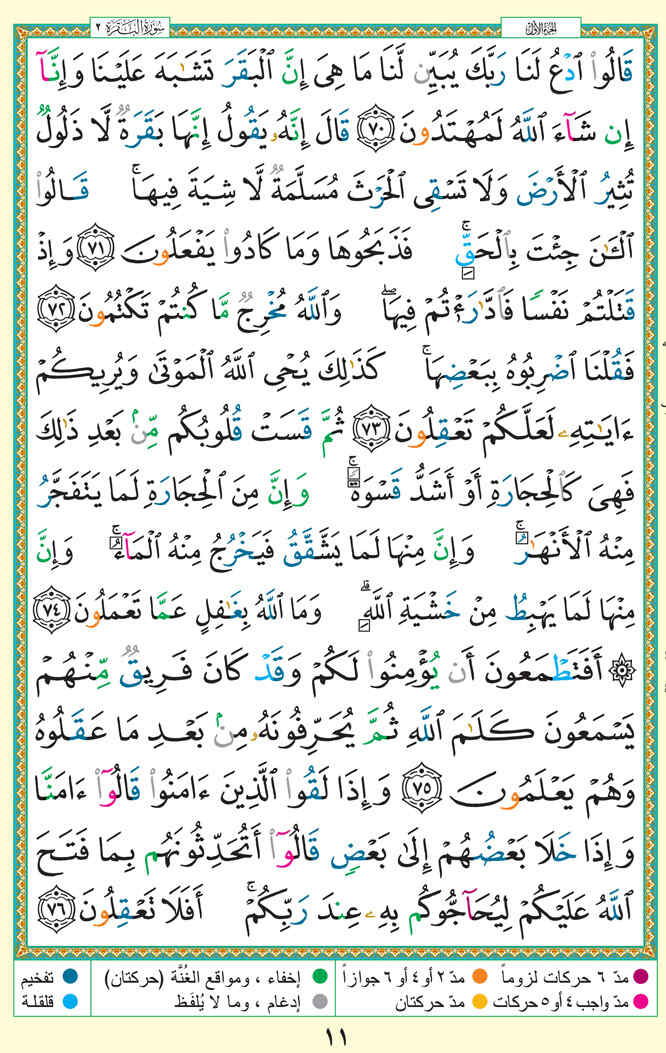 الجزء الأول
سورة البقرة ٢
قَالُوا۟ ٱدْعُ لَنَا رَبَّكَ يُبَيِّن لَّنَا مَا هِىَ إِنَّ ٱلْبَقَرَ تَشَٰبَهَ عَلَيْنَا وَإِنَّآ
إِن شَآءَ ٱللَّهُ لَمُهْتَدُونَ ﴿٧٠﴾ قَالَ إِنَّهُۥ يَقُولُ إِنَّهَا بَقَرَةٌ لَّا ذَلُولٌ
تُثِيرُ ٱلْأَرْضَ وَلَا تَسْقِى ٱلْحَرْثَ مُسَلَّمَةٌ لَّا شِيَةَ فِيهَا ۚ قَالُوا۟
ٱلْـَٰٔنَ جِئْتَ بِٱلْحَقِّ ۚ فَذَبَحُوهَا وَمَا كَادُوا۟ يَفْعَلُونَ ﴿٧١﴾ وَإِذْ
قَتَلْتُمْ نَفْسًا فَٱدَّٰرَْٰٔتُمْ فِيهَا ۖ وَٱللَّهُ مُخْرِجٌ مَّا كُنتُمْ تَكْتُمُونَ ﴿٧٢﴾
فَقُلْنَا ٱضْرِبُوهُ بِبَعْضِهَا ۚ كَذَٰلِكَ يُحْىِ ٱللَّهُ ٱلْمَوْتَىٰ وَيُرِيكُمْ
ءَايَٰتِهِۦ لَعَلَّكُمْ تَعْقِلُونَ ﴿٧٣﴾ ثُمَّ قَسَتْ قُلُوبُكُم مِّنۢ بَعْدِ ذَٰلِكَ
فَهِىَ كَٱلْحِجَارَةِ أَوْ أَشَدُّ قَسْوَةً ۚ وَإِنَّ مِنَ ٱلْحِجَارَةِ لَمَا يَتَفَجَّرُ
مِنْهُ ٱلْأَنْهَٰرُ ۚ وَإِنَّ مِنْهَا لَمَا يَشَّقَّقُ فَيَخْرُجُ مِنْهُ ٱلْمَآءُ ۚ وَإِنَّ
مِنْهَا لَمَا يَهْبِطُ مِنْ خَشْيَةِ ٱللَّهِ ۗ وَمَا ٱللَّهُ بِغَٰفِلٍ عَمَّا تَعْمَلُونَ ﴿٧٤﴾
۞ أَفَتَطْمَعُونَ أَن يُؤْمِنُوا۟ لَكُمْ وَقَدْ كَانَ فَرِيقٌ مِّنْهُمْ
يَسْمَعُونَ كَلَٰمَ ٱللَّهِ ثُمَّ يُحَرِّفُونَهُۥ مِنۢ بَعْدِ مَا عَقَلُوهُ
وَهُمْ يَعْلَمُونَ ﴿٧٥﴾ وَإِذَا لَقُوا۟ ٱلَّذِينَ ءَامَنُوا۟ قَالُوٓا۟ ءَامَنَّا
وَإِذَا خَلَا بَعْضُهُمْ إِلَىٰ بَعْضٍ قَالُوٓا۟ أَتُحَدِّثُونَهُم بِمَا فَتَحَ
ٱللَّهُ عَلَيْكُمْ لِيُحَآجُّوكُم بِهِۦ عِندَ رَبِّكُمْ ۚ أَفَلَا تَعْقِلُونَ ﴿٧٦﴾
مدّ ٦ حركات لزوماً مدّ ٢ أو ٤ أو ٦ جوازاً إخفاء ، ومواقع الغُنَّة (حركتان) تفخيم
مدّ واجب ٤ أو ٥ حركات مدّ حركتان إدغام ، وما لا يُلفَظ قلقلة
١١